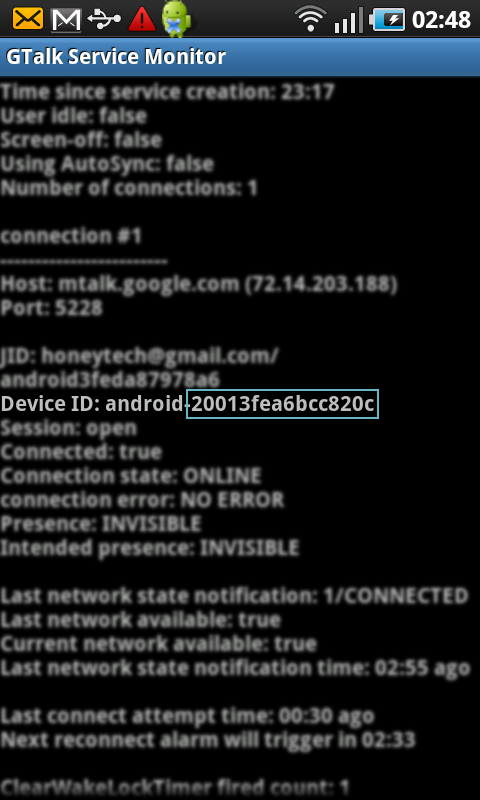 02:48
GTalk Service Monitor
Time since service creation: 23:17
User idle: false
Screen-off: false
Using AutoSync: false
Number of connections: 1
connection #1
------------------------
Host: mtalk.google.com (72.14.203.188)
Port: 5228
JID: honeytech@gmail.com/
android3feda87978a6
Device ID: android-20013fea6bcc820c
Session: open
Connected: true
Connection state: ONLINE
connection error: NO ERROR
Presence: INVISIBLE
Intended presence: INVISIBLE
Last network state notification: 1/CONNECTED
Last network available: true
Current network available: true
Last network state notification time: 02:55 ago
Last connect attempt time: 00:30 ago
Next reconnect alarm will trigger in 02:33
ClearWakeLockTimer fired count: 1